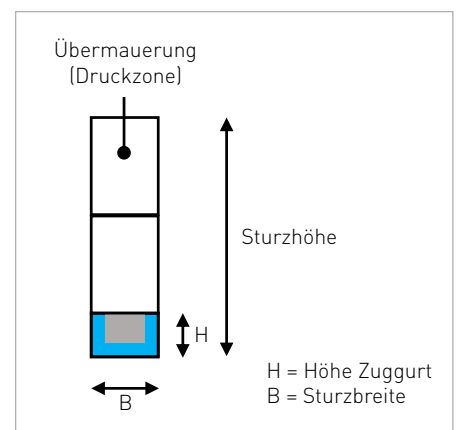 Übermauerung
(Druckzone)
Sturzhöhe
H
H = Höhe Zuggurt
B = Sturzbreite
B